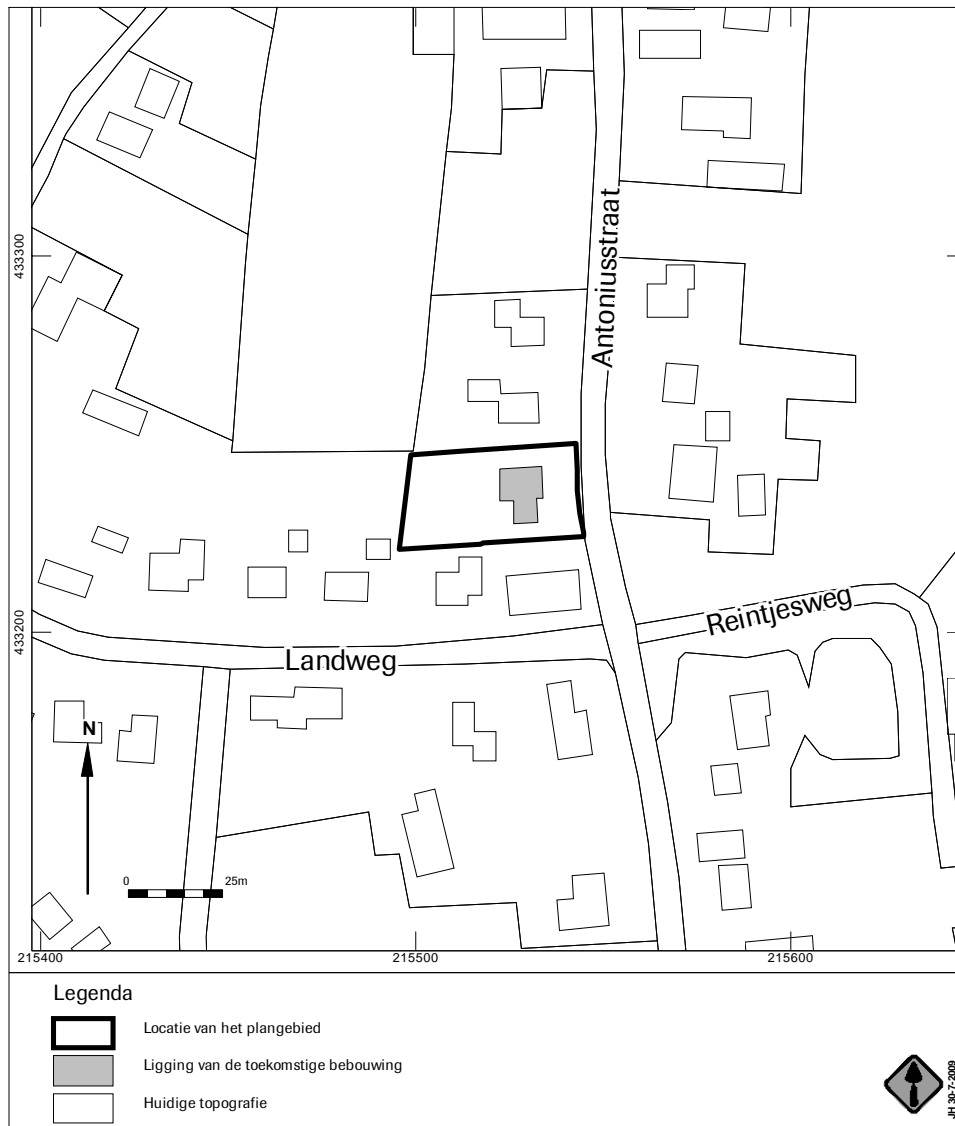 433300
Antoniusstraat
433200
Reintjesweg
Landweg
N
0 25m
215400 215500 215600
Legenda
Locatie van het plangebied
Ligging van de toekomstige bebouwing
Huidige topografie
JH 30-7-2009